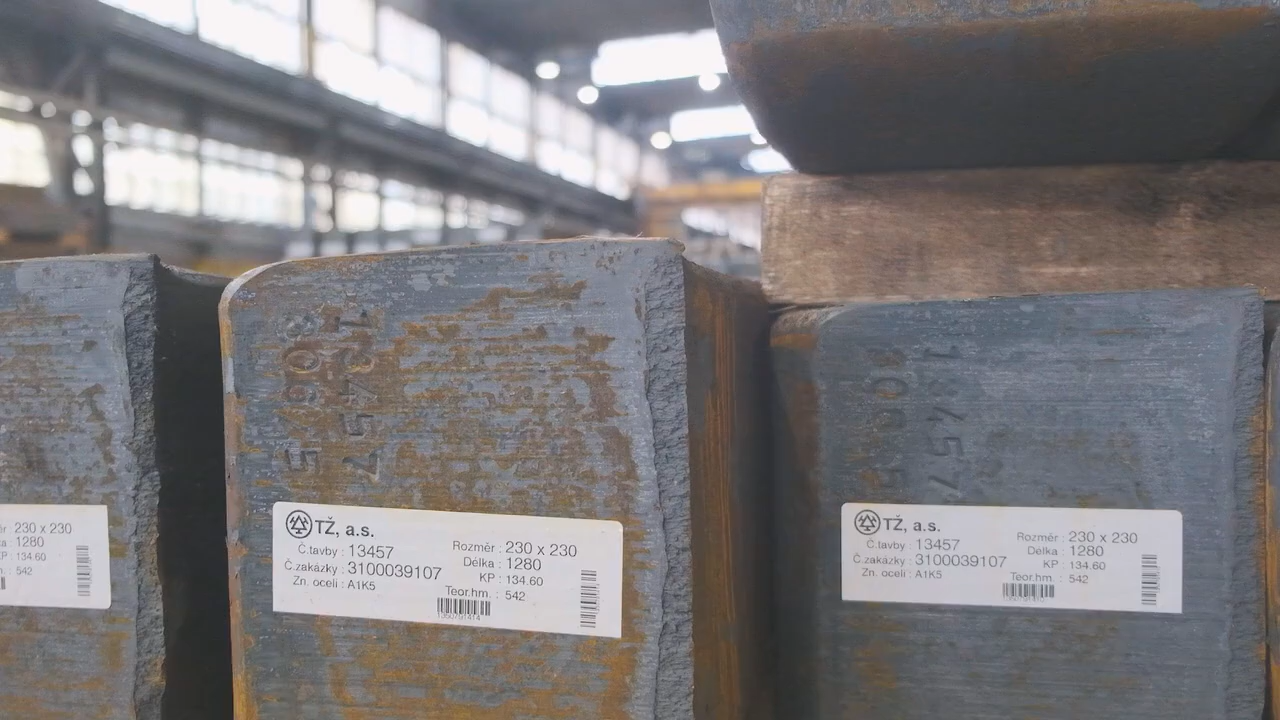 230 x 230
1280
134.60
542
13457
TŽ, a.s.
Č.tavby : 13457
Č.zakázky : 3100039107
Zn. oceli : A1K5
Rozměr : 230 x 230
Délka : 1280
KP : 134.60
Teor.hm. : 542
13457
TŽ, a.s.
Č.tavby : 13457
Č.zakázky : 3100039107
Zn. oceli : A1K5
Rozměr : 230 x 230
Délka : 1280
KP : 134.60
Teor.hm. : 542